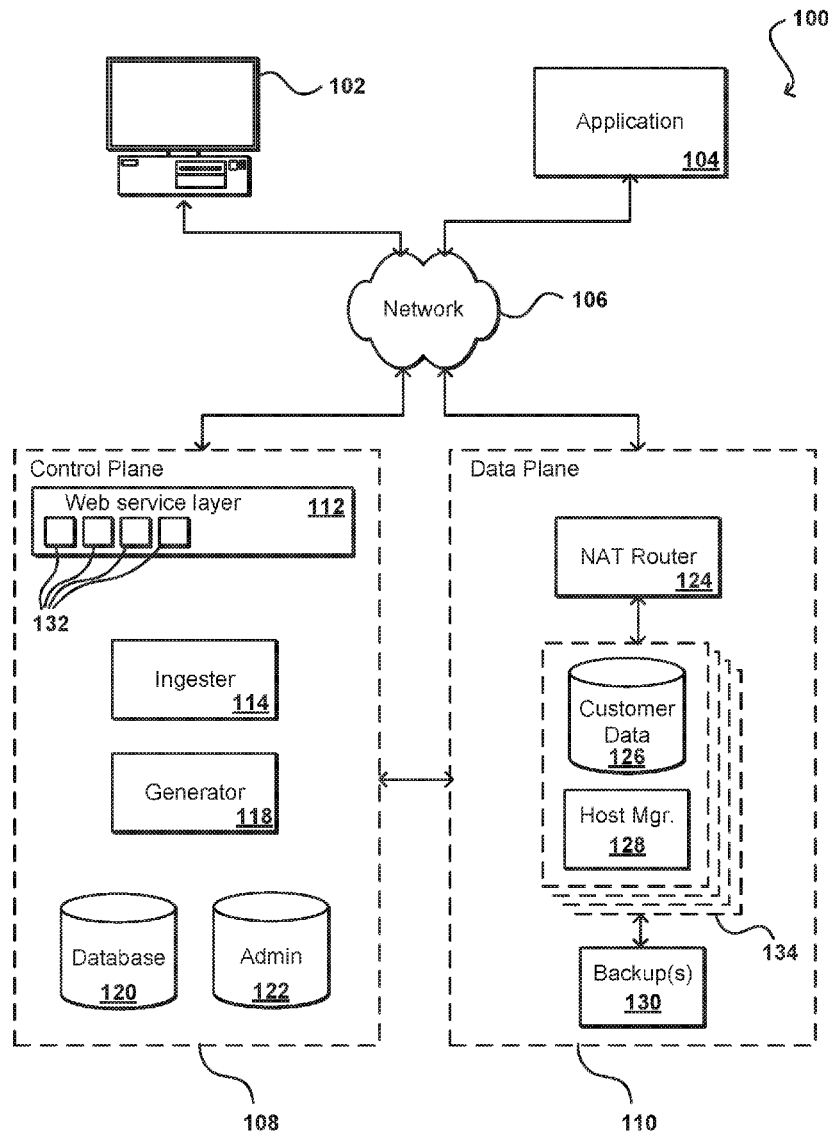 100
102
Application
104
Network
106
Control Plane
Web service layer
112
132
Ingester
114
Generator
118
Database
120
Admin
122
108
Data Plane
NAT Router
124
Customer
Data
126
Host Mgr.
128
134
Backup(s)
130
110